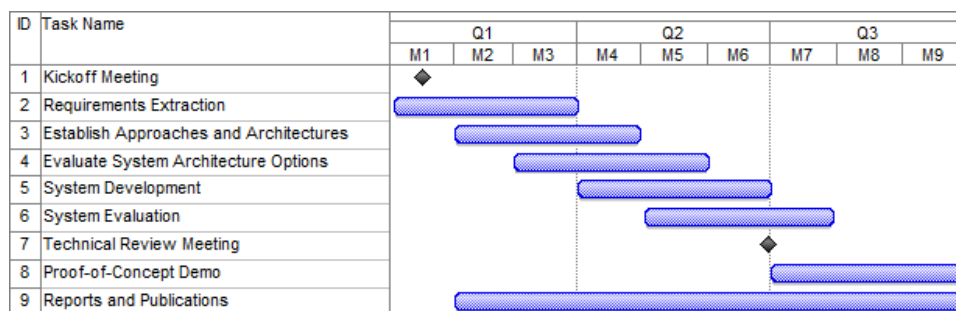 ID Task Name Q1 Q2 Q3
M1 M2 M3 M4 M5 M6 M7 M8 M9
1 Kickoff Meeting
2 Requirements Extraction
3 Establish Approaches and Architectures
4 Evaluate System Architecture Options
5 System Development
6 System Evaluation
7 Technical Review Meeting
8 Proof-of-Concept Demo
9 Reports and Publications